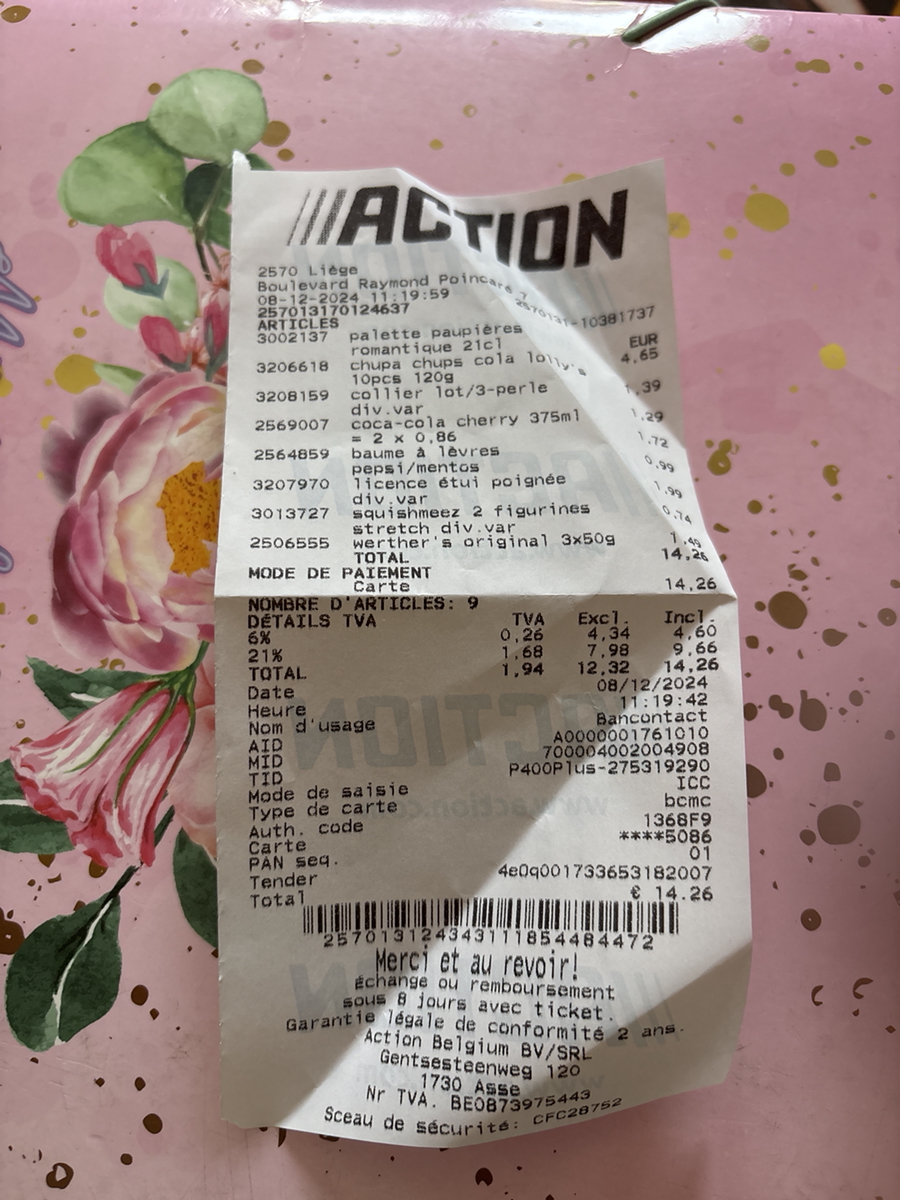 ///ACTION
2570 Liège
Boulevard Raymond Poincaré 7
08-12-2024 11:19:59
257013170124637 2570131-10381737
ARTICLES EUR
3002137 palette paupières romantique 21cl 4,65
3206618 chupa chups cola lolly's
10pcs 120g 1,39
3208159 collier lot/3-perle
div.var 1,29
2569007 coca-cola cherry 375ml
= 2 x 0,86 1,72
2564859 baume à lèvres
pepsi/mentos 0,99
3207970 licence étui poignée
div.var 1,99
3013727 squishmeez 2 figurines
stretch div.var 0,74
2506555 werther's original 3x50g 1,49
TOTAL 14,26
MODE DE PAIEMENT
Carte 14,26
NOMBRE D'ARTICLES: 9
DÉTAILS TVA TVA Excl. Incl.
6% 0,26 4,34 4,60
21% 1,68 7,98 9,66
TOTAL 1,94 12,32 14,26
Date 08/12/2024
Heure 11:19:42
Nom d'usage Bancontact
AID A0000001761010
MID 700004002004908
TID P400Plus-275319290
Mode de saisie ICC
Type de carte bcmc
Auth. code 1368F9
Carte ****5086
PAN seq. 01
Tender 4e0q001733653182007
Total € 14.26
2570131243431118544844​72
Merci et au revoir!
Échange ou remboursement
sous 8 jours avec ticket.
Garantie légale de conformité 2 ans.
Action Belgium BV/SRL
Gentsesteenweg 120
1730 Asse
Nr TVA. BE0873975443
Sceau de sécurité: CFC28752